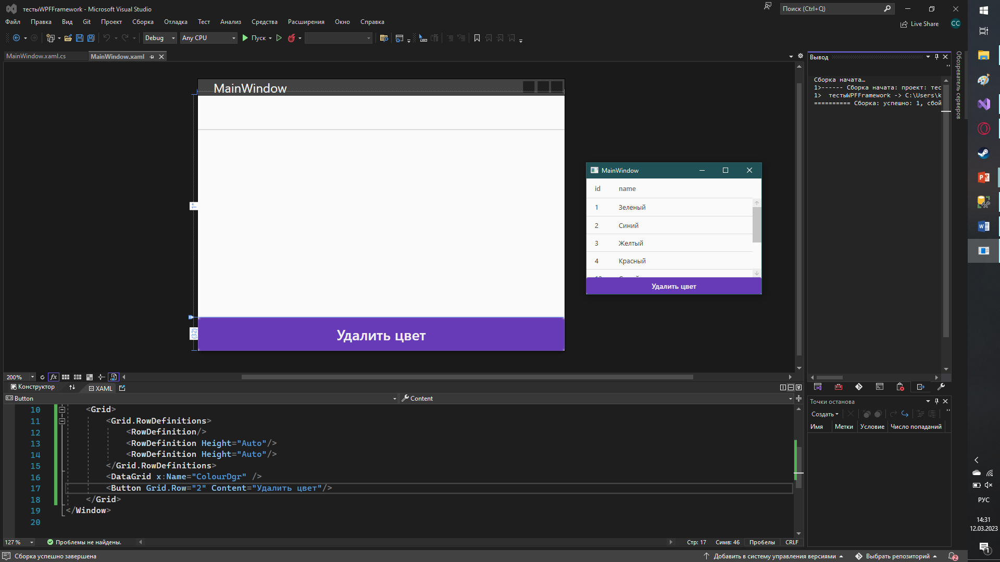 тестыWPFFramework - Microsoft Visual Studio
Поиск (Ctrl+Q)
Файл Правка Вид Git Проект Сборка Отладка Тест Анализ Средства Расширения Окно Справка
Live Share
CC
Debug Any CPU Пуск
MainWindow.xaml.cs MainWindow.xaml
MainWindow
1*
(32)
Удалить цвет
MainWindow
id name
1 Зеленый
2 Синий
3 Желтый
4 Красный
Удалить цвет
Вывод
Сборка начата…
1>------ Сборка начата: проект: тес
1>  тестыWPFFramework -> C:\Users\k
========== Сборка: успешно: 1, сбой
Обозреватель серверов
200%
Конструктор XAML
Button Content
10 <Grid>
11 <Grid.RowDefinitions>
12 <RowDefinition/>
13 <RowDefinition Height="Auto"/>
14 <RowDefinition Height="Auto"/>
15 </Grid.RowDefinitions>
16 <DataGrid x:Name="ColourDgr" />
17 <Button Grid.Row="2" Content="Удалить цвет"/>
18 </Grid>
19 </Window>
20
127 % Проблемы не найдены. Стр: 17 Симв: 46 Пробелы CRLF
Точки останова
Создать
Имя Метки Условие Число попаданий
Сборка успешно завершена
Добавить в систему управления версиями Выбрать репозиторий 2
РУС
14:31
12.03.2023
1